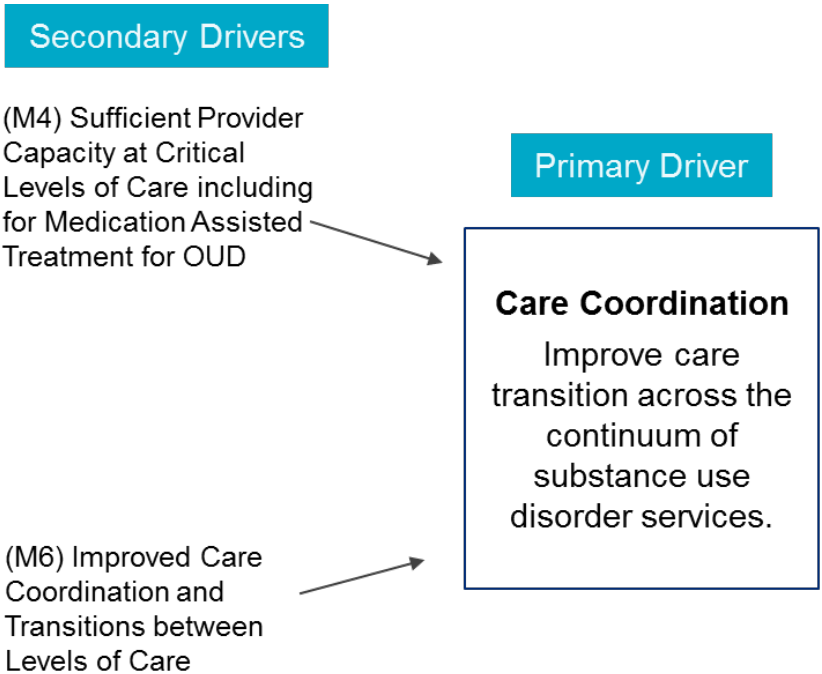 Secondary Drivers
(M4) Sufficient Provider
Capacity at Critical
Levels of Care including
for Medication Assisted
Treatment for OUD
Primary Driver
Care Coordination
Improve care
transition across the
continuum of
substance use
disorder services.
(M6) Improved Care
Coordination and
Transitions between
Levels of Care